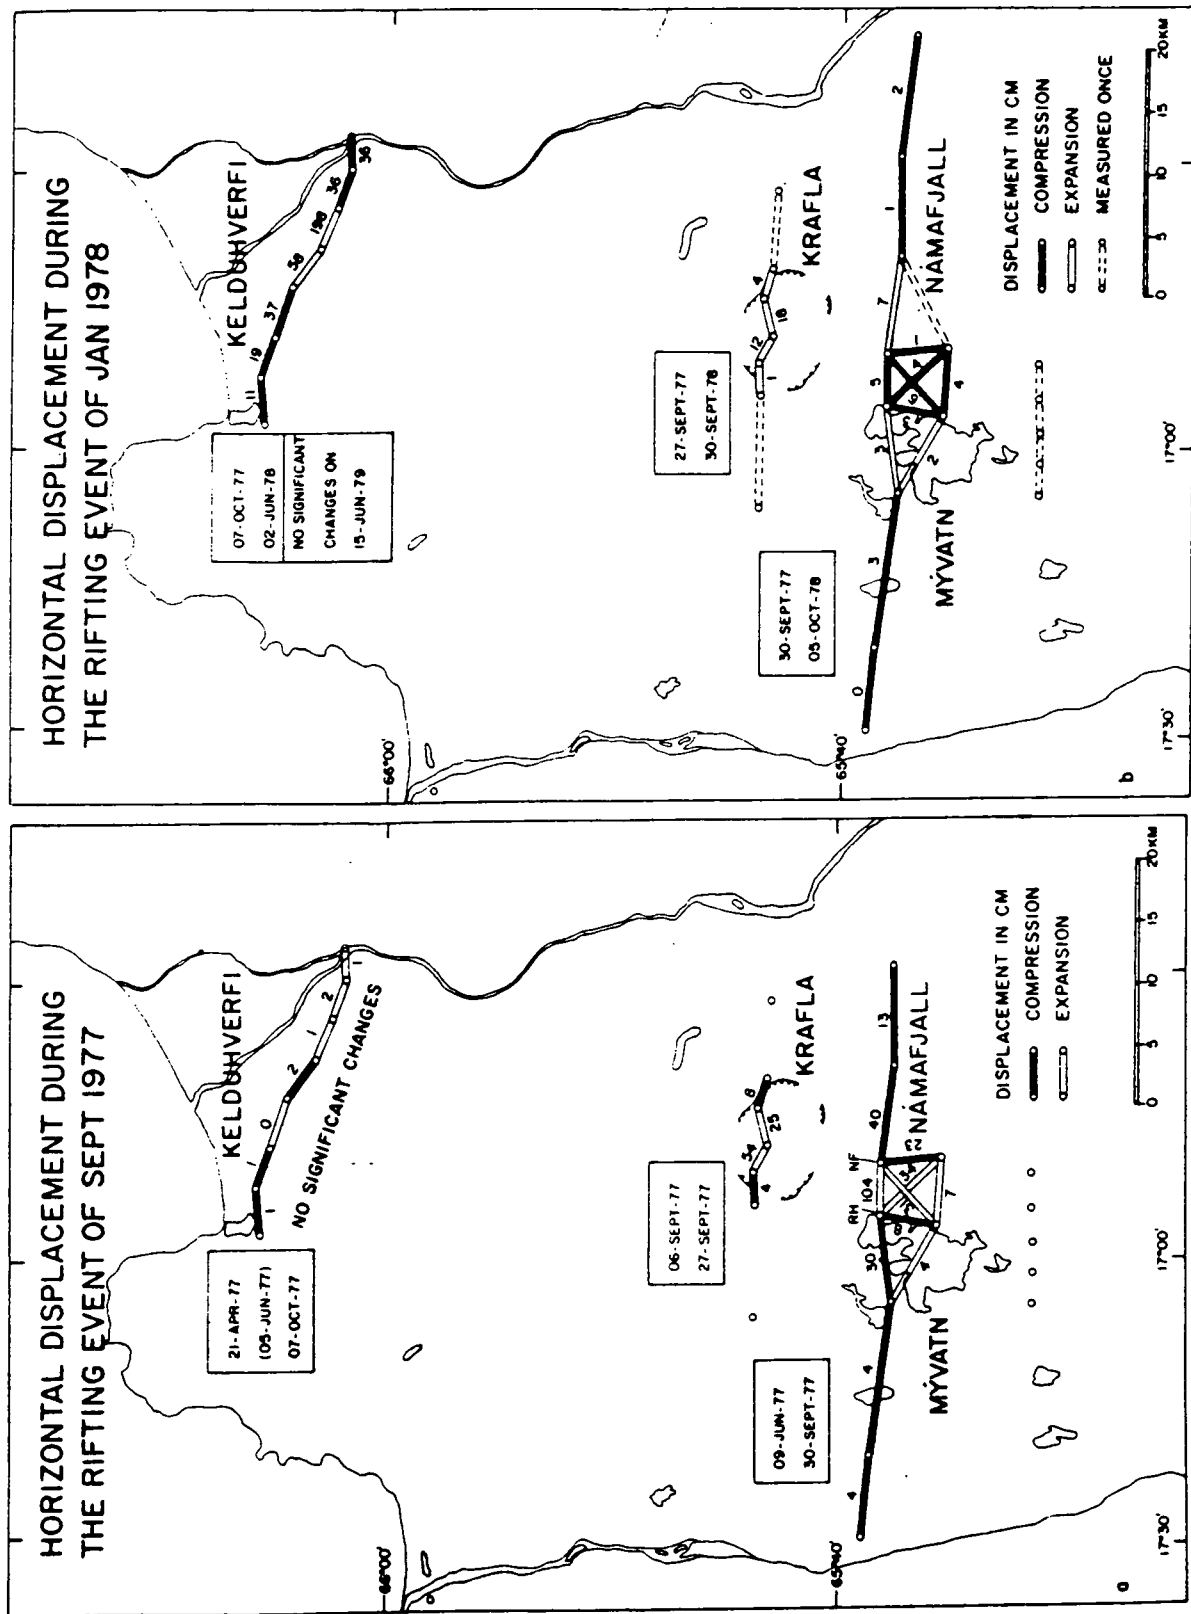 HORIZONTAL DISPLACEMENT DURING
THE RIFTING EVENT OF SEPT 1977
KELDUHVERFI
1
0
2
1
2
1
NO SIGNIFICANT CHANGES
21-APR-77
(05-JUN-77)
07-OCT-77
66°00'
06-SEPT-77
27-SEPT-77
4
34
25
8
KRAFLA
65°40'
09-JUN-77
30-SEPT-77
4
4
30
RH
104
NF
40
13
7
NÁMAFJALL
MÝVATN
DISPLACEMENT IN CM
COMPRESSION
EXPANSION
0 5 10 15 20 KM
17°30'
17°00'
a
HORIZONTAL DISPLACEMENT DURING
THE RIFTING EVENT OF JAN 1978
KELDUHVERFI
11
19
37
58
198
36
36
07-OCT-77
02-JUN-78
NO SIGNIFICANT
CHANGES ON
15-JUN-79
66°00'
27-SEPT-77
30-SEPT-78
1
12
18
4
KRAFLA
65°40'
30-SEPT-77
05-OCT-78
0
3
3
2
5
4
7
1
2
NÁMAFJALL
MÝVATN
DISPLACEMENT IN CM
COMPRESSION
EXPANSION
MEASURED ONCE
0 5 10 15 20 KM
17°30'
17°00'
b